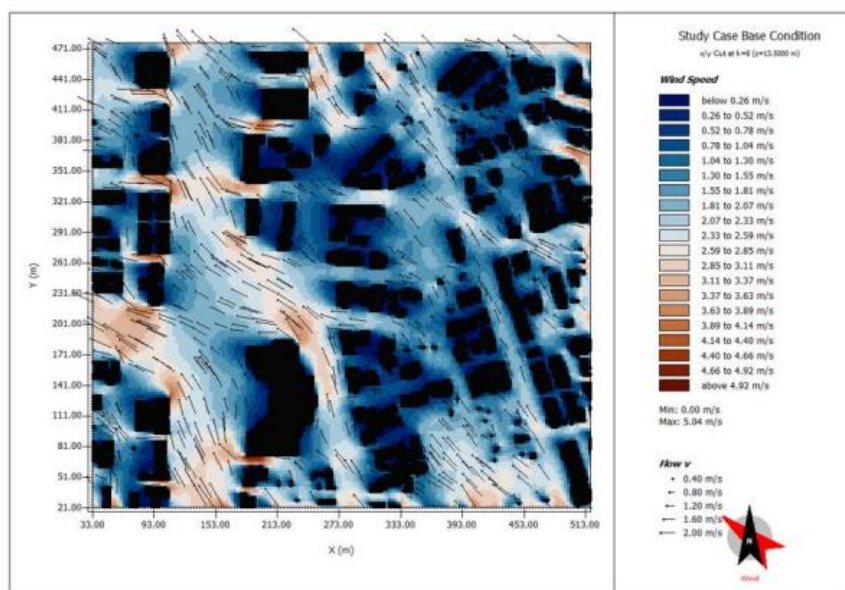 Study Case Base Condition
x/y Cut at k=8 (z=13.5000 m)
Wind Speed
below 0.26 m/s
0.26 to 0.52 m/s
0.52 to 0.78 m/s
0.78 to 1.04 m/s
1.04 to 1.30 m/s
1.30 to 1.55 m/s
1.55 to 1.81 m/s
1.81 to 2.07 m/s
2.07 to 2.33 m/s
2.33 to 2.59 m/s
2.59 to 2.85 m/s
2.85 to 3.11 m/s
3.11 to 3.37 m/s
3.37 to 3.63 m/s
3.63 to 3.89 m/s
3.89 to 4.14 m/s
4.14 to 4.40 m/s
4.40 to 4.66 m/s
4.66 to 4.92 m/s
above 4.92 m/s
Min: 0.00 m/s
Max: 5.04 m/s
Flow v
0.40 m/s
0.80 m/s
1.20 m/s
1.60 m/s
2.00 m/s
N
Wind
Y (m)
471.00
441.00
411.00
381.00
351.00
321.00
291.00
261.00
231.00
201.00
171.00
141.00
111.00
81.00
51.00
21.00
33.00 93.00 153.00 213.00 273.00 333.00 393.00 453.00 513.00
X (m)